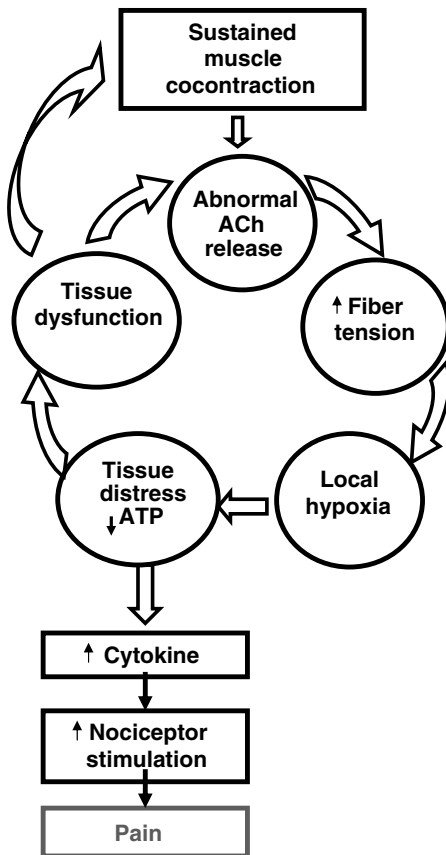 Sustained
muscle
cocontraction
Abnormal
ACh
release
↑ Fiber
tension
Local
hypoxia
Tissue
distress
↓ ATP
Tissue
dysfunction
↑ Cytokine
↑ Nociceptor
stimulation
Pain